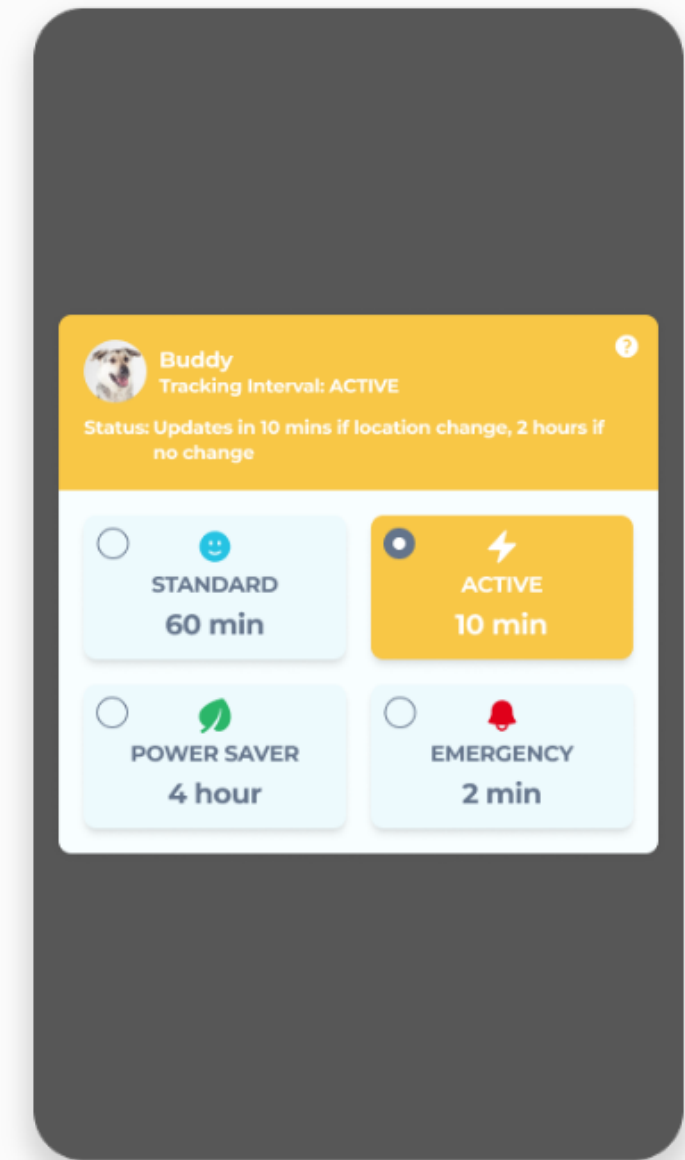 Buddy
Tracking Interval: ACTIVE
?
Status: Updates in 10 mins if location change, 2 hours if
no change
STANDARD
60 min
ACTIVE
10 min
POWER SAVER
4 hour
EMERGENCY
2 min